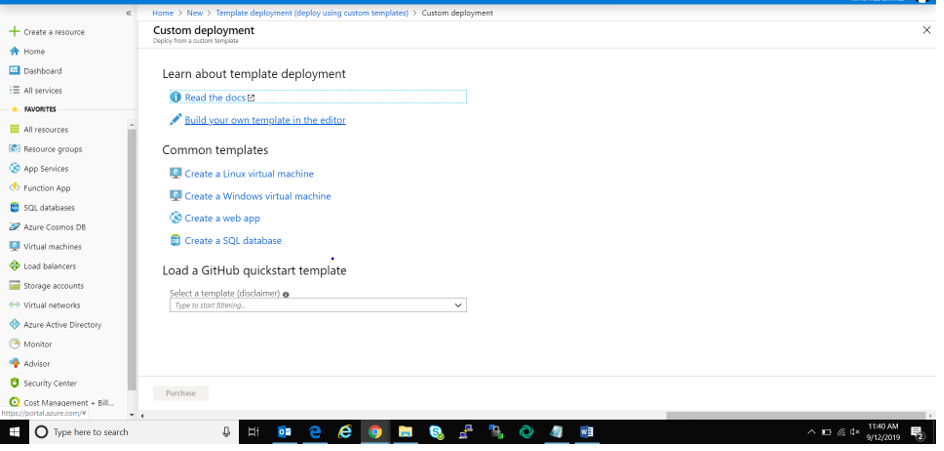 Home > New > Template deployment (deploy using custom templates) > Custom deployment
Custom deployment
Deploy from a custom template
Create a resource
Home
Dashboard
All services
FAVORITES
All resources
Resource groups
App Services
Function App
SQL databases
Azure Cosmos DB
Virtual machines
Load balancers
Storage accounts
Virtual networks
Azure Active Directory
Monitor
Advisor
Security Center
Cost Management + Bill...
https://portal.azure.com/#
Learn about template deployment
Read the docs
Build your own template in the editor
Common templates
Create a Linux virtual machine
Create a Windows virtual machine
Create a web app
Create a SQL database
Load a GitHub quickstart template
Select a template (disclaimer)
Type to start filtering...
Purchase
Type here to search
11:40 AM
9/12/2019
2